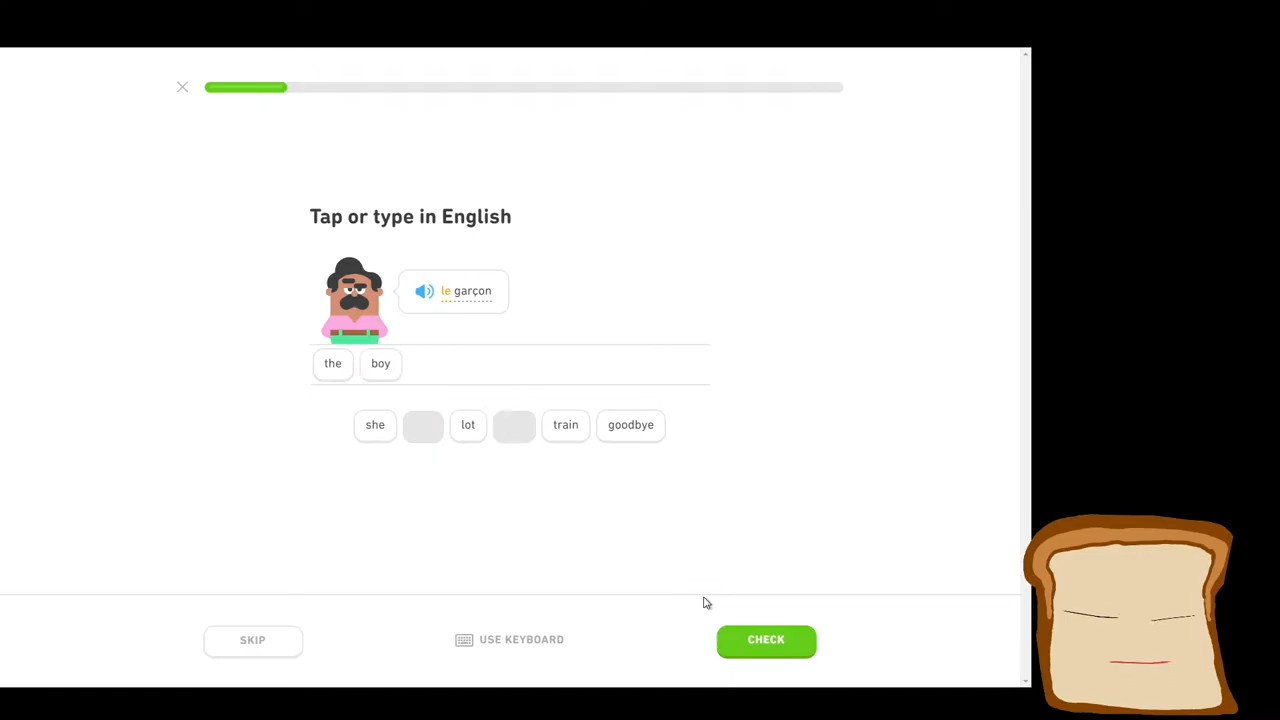 Tap or type in English
le garçon
the boy
she lot train goodbye
SKIP USE KEYBOARD CHECK